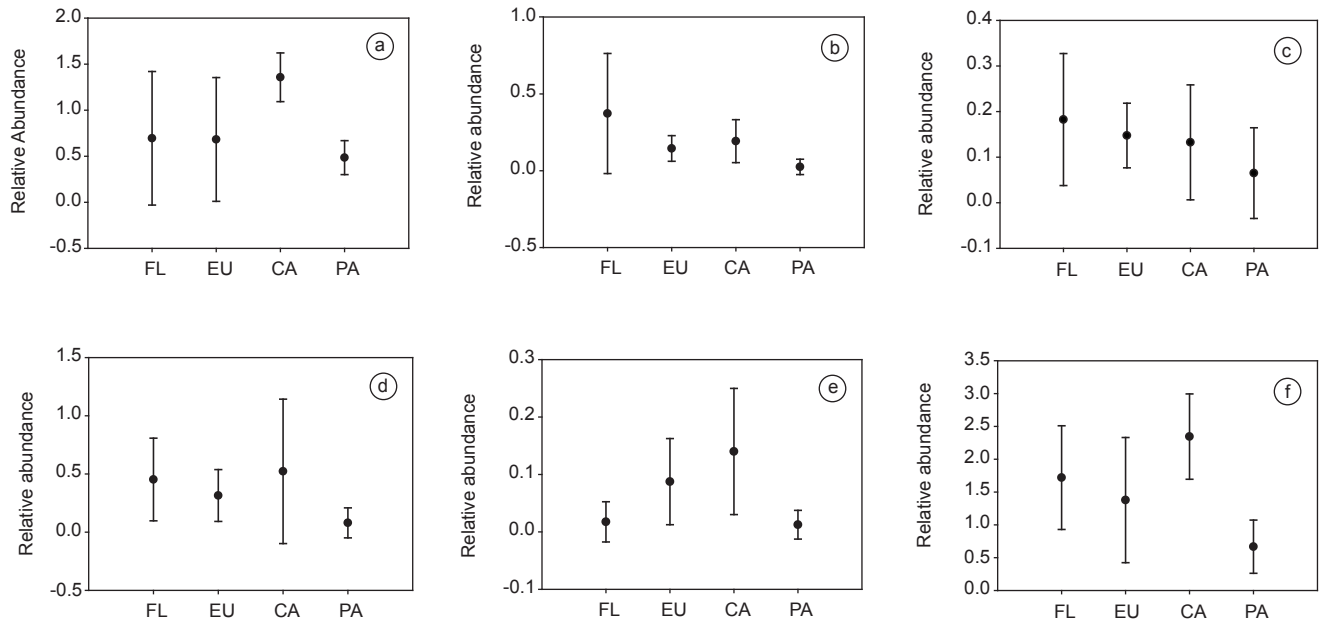 Relative Abundance
2.0
1.5
1.0
0.5
0.0
-0.5
a
FL EU CA PA
Relative abundance
1.0
0.5
0.0
-0.5
b
FL EU CA PA
Relative abundance
0.4
0.3
0.2
0.1
0.0
-0.1
c
FL EU CA PA
Relative abundance
1.5
1.0
0.5
0.0
-0.5
d
FL EU CA PA
Relative abundance
0.3
0.2
0.1
0.0
-0.1
e
FL EU CA PA
Relative abundance
3.5
3.0
2.5
2.0
1.5
1.0
0.5
0.0
f
FL EU CA PA